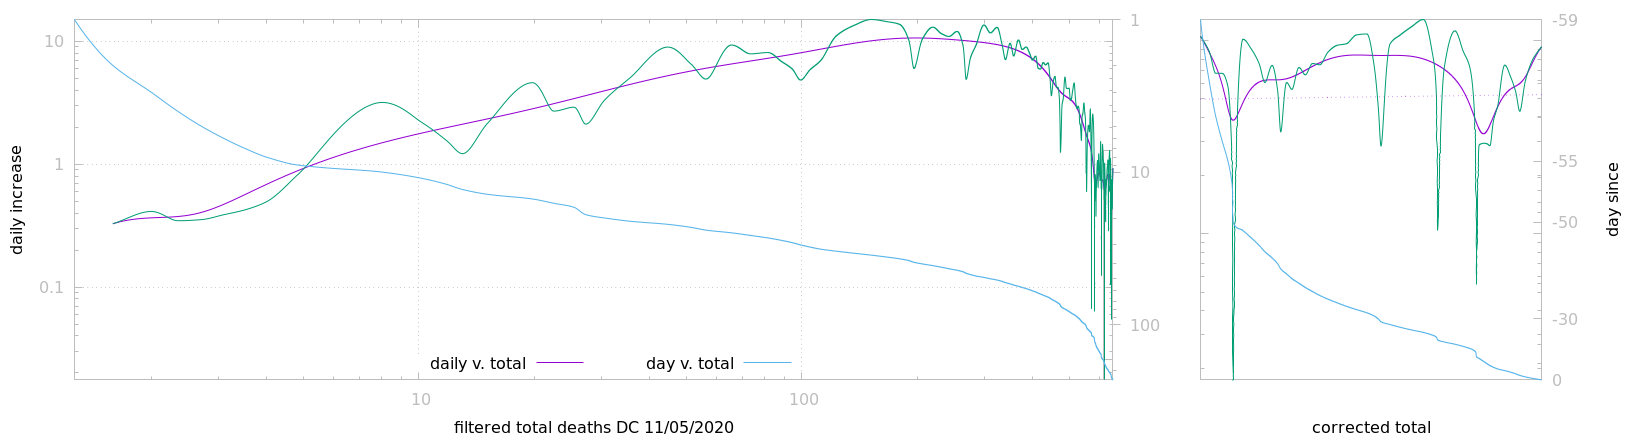 10
1
0.1
daily increase
daily v. total
day v. total
10
100
filtered total deaths DC 11/05/2020
1
10
100
-59
-55
-50
-30
0
day since
corrected total